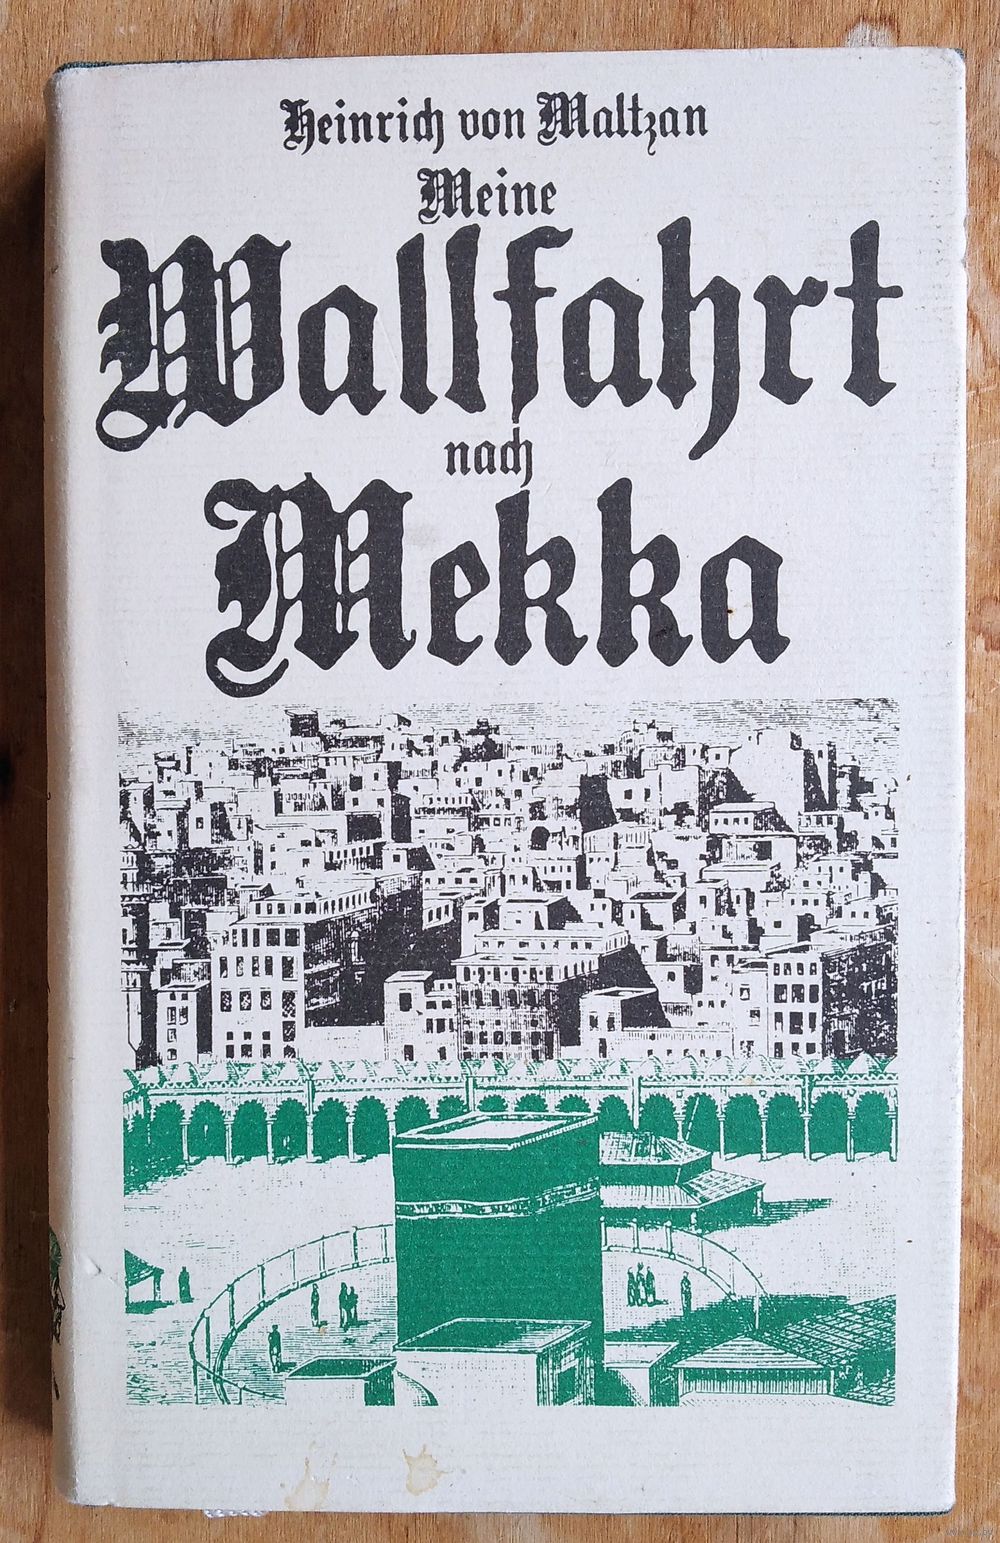 Heinrich von Maltzan
Meine
Wallfahrt
nach
Mekka